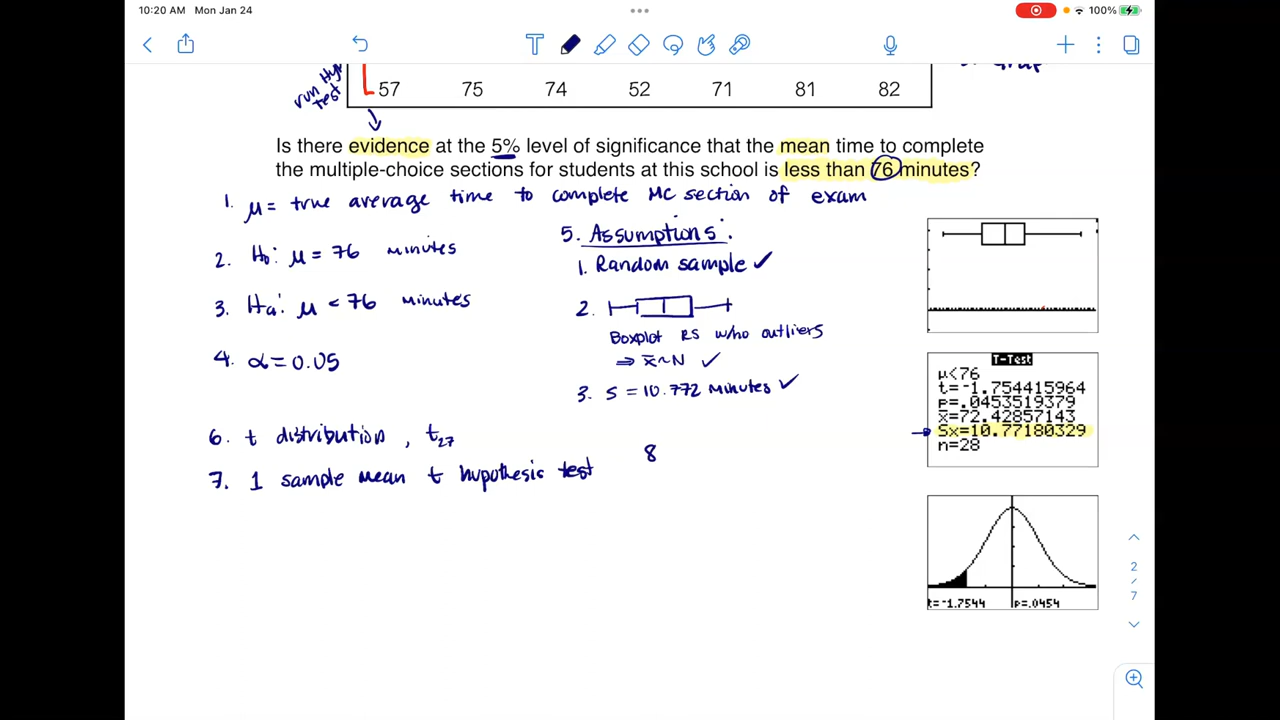 10:20 AM Mon Jan 24
100%
run Hyp
test
57 75 74 52 71 81 82
Is there evidence at the 5% level of significance that the mean time to complete
the multiple-choice sections for students at this school is less than 76 minutes?
1. μ = true average time to complete MC section of exam
2. H₀: μ = 76 minutes
3. Ha: μ < 76 minutes
4. α = 0.05
5. Assumptions:
1. Random sample ✓
2.
Boxplot RS w/no outliers
⇒ x̄~N ✓
3. S = 10.772 minutes ✓
6. t distribution, t₂₇
7. 1 sample mean t hypothesis test
8
T-Test
μ<76
t=-1.754415964
p=.0453519379
x̄=72.42857143
Sx=10.77180329
n=28
t=-1.7544 p=.0454
2
/
7